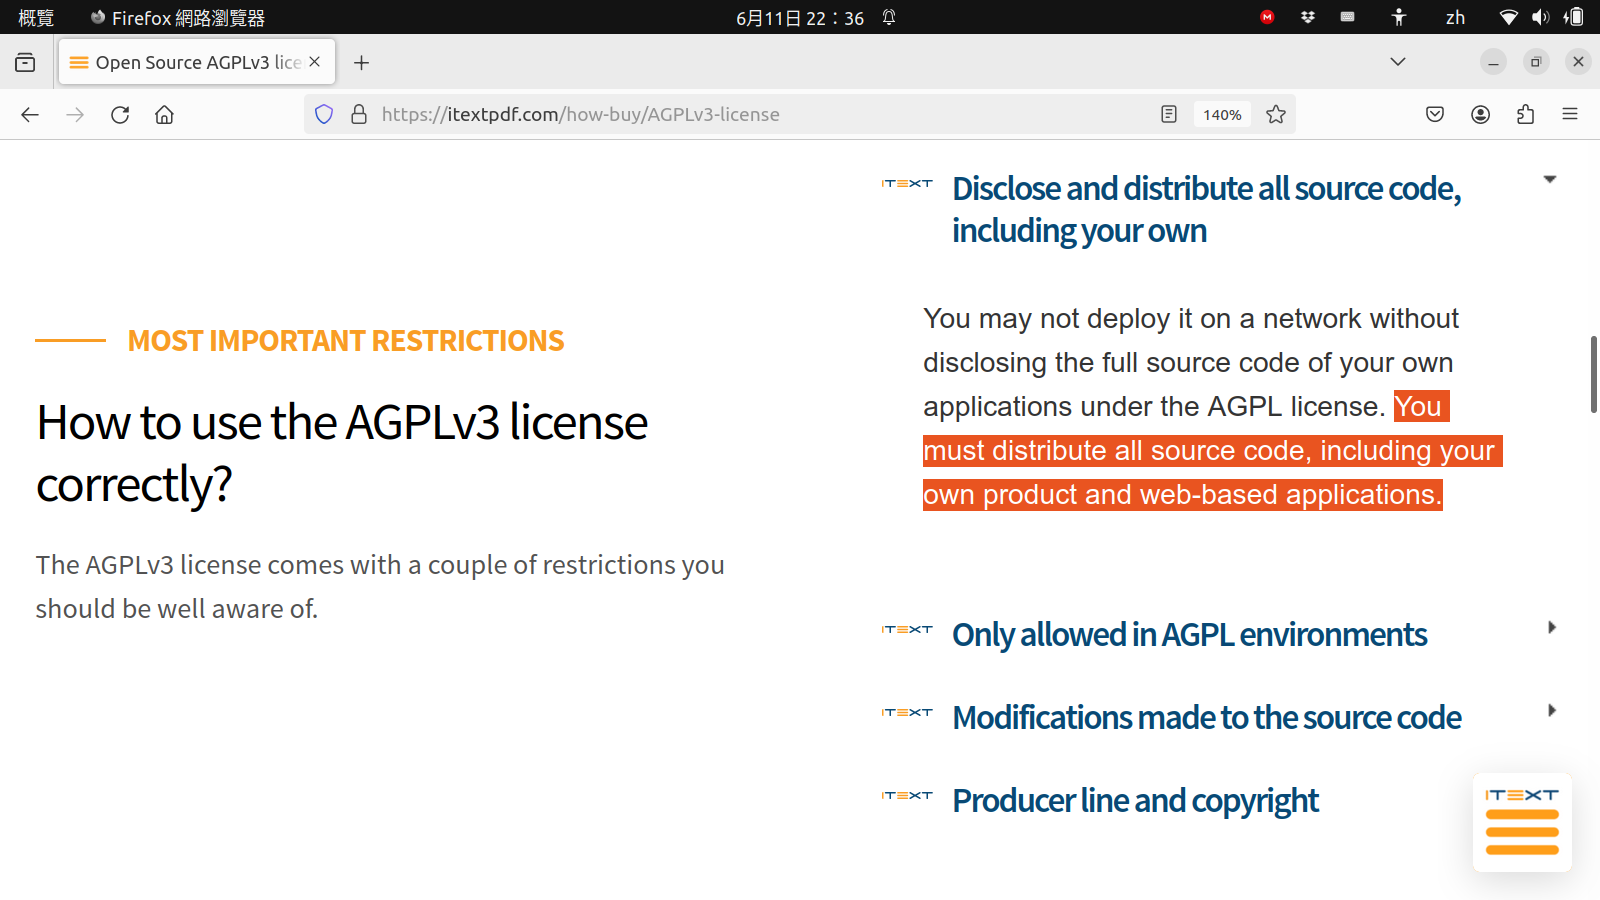 概覽
Firefox 網路瀏覽器
6月11日 22：36
zh
Open Source AGPLv3 lice
https://itextpdf.com/how-buy/AGPLv3-license
140%
MOST IMPORTANT RESTRICTIONS
How to use the AGPLv3 license
correctly?
The AGPLv3 license comes with a couple of restrictions you
should be well aware of.
ITEXT
Disclose and distribute all source code,
including your own
You may not deploy it on a network without
disclosing the full source code of your own
applications under the AGPL license. You
must distribute all source code, including your
own product and web-based applications.
ITEXT
Only allowed in AGPL environments
ITEXT
Modifications made to the source code
ITEXT
Producer line and copyright
ITEXT